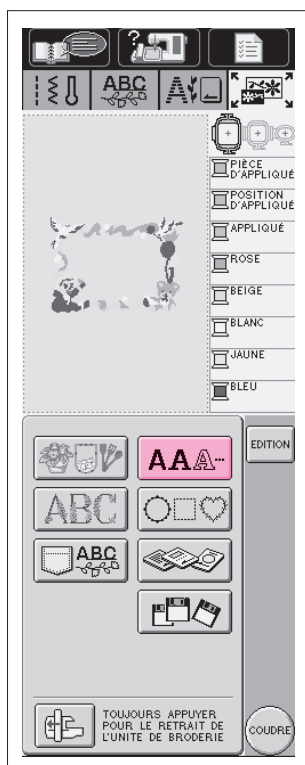 ABC
A
PIÈCE
D'APPLIQUÉ
POSITION
D'APPLIQUÉ
APPLIQUÉ
ROSE
BEIGE
BLANC
JAUNE
BLEU
EDITION
AAA
ABC
ABC
TOUJOURS APPUYER
POUR LE RETRAIT DE
L'UNITE DE BRODERIE
COUDRE